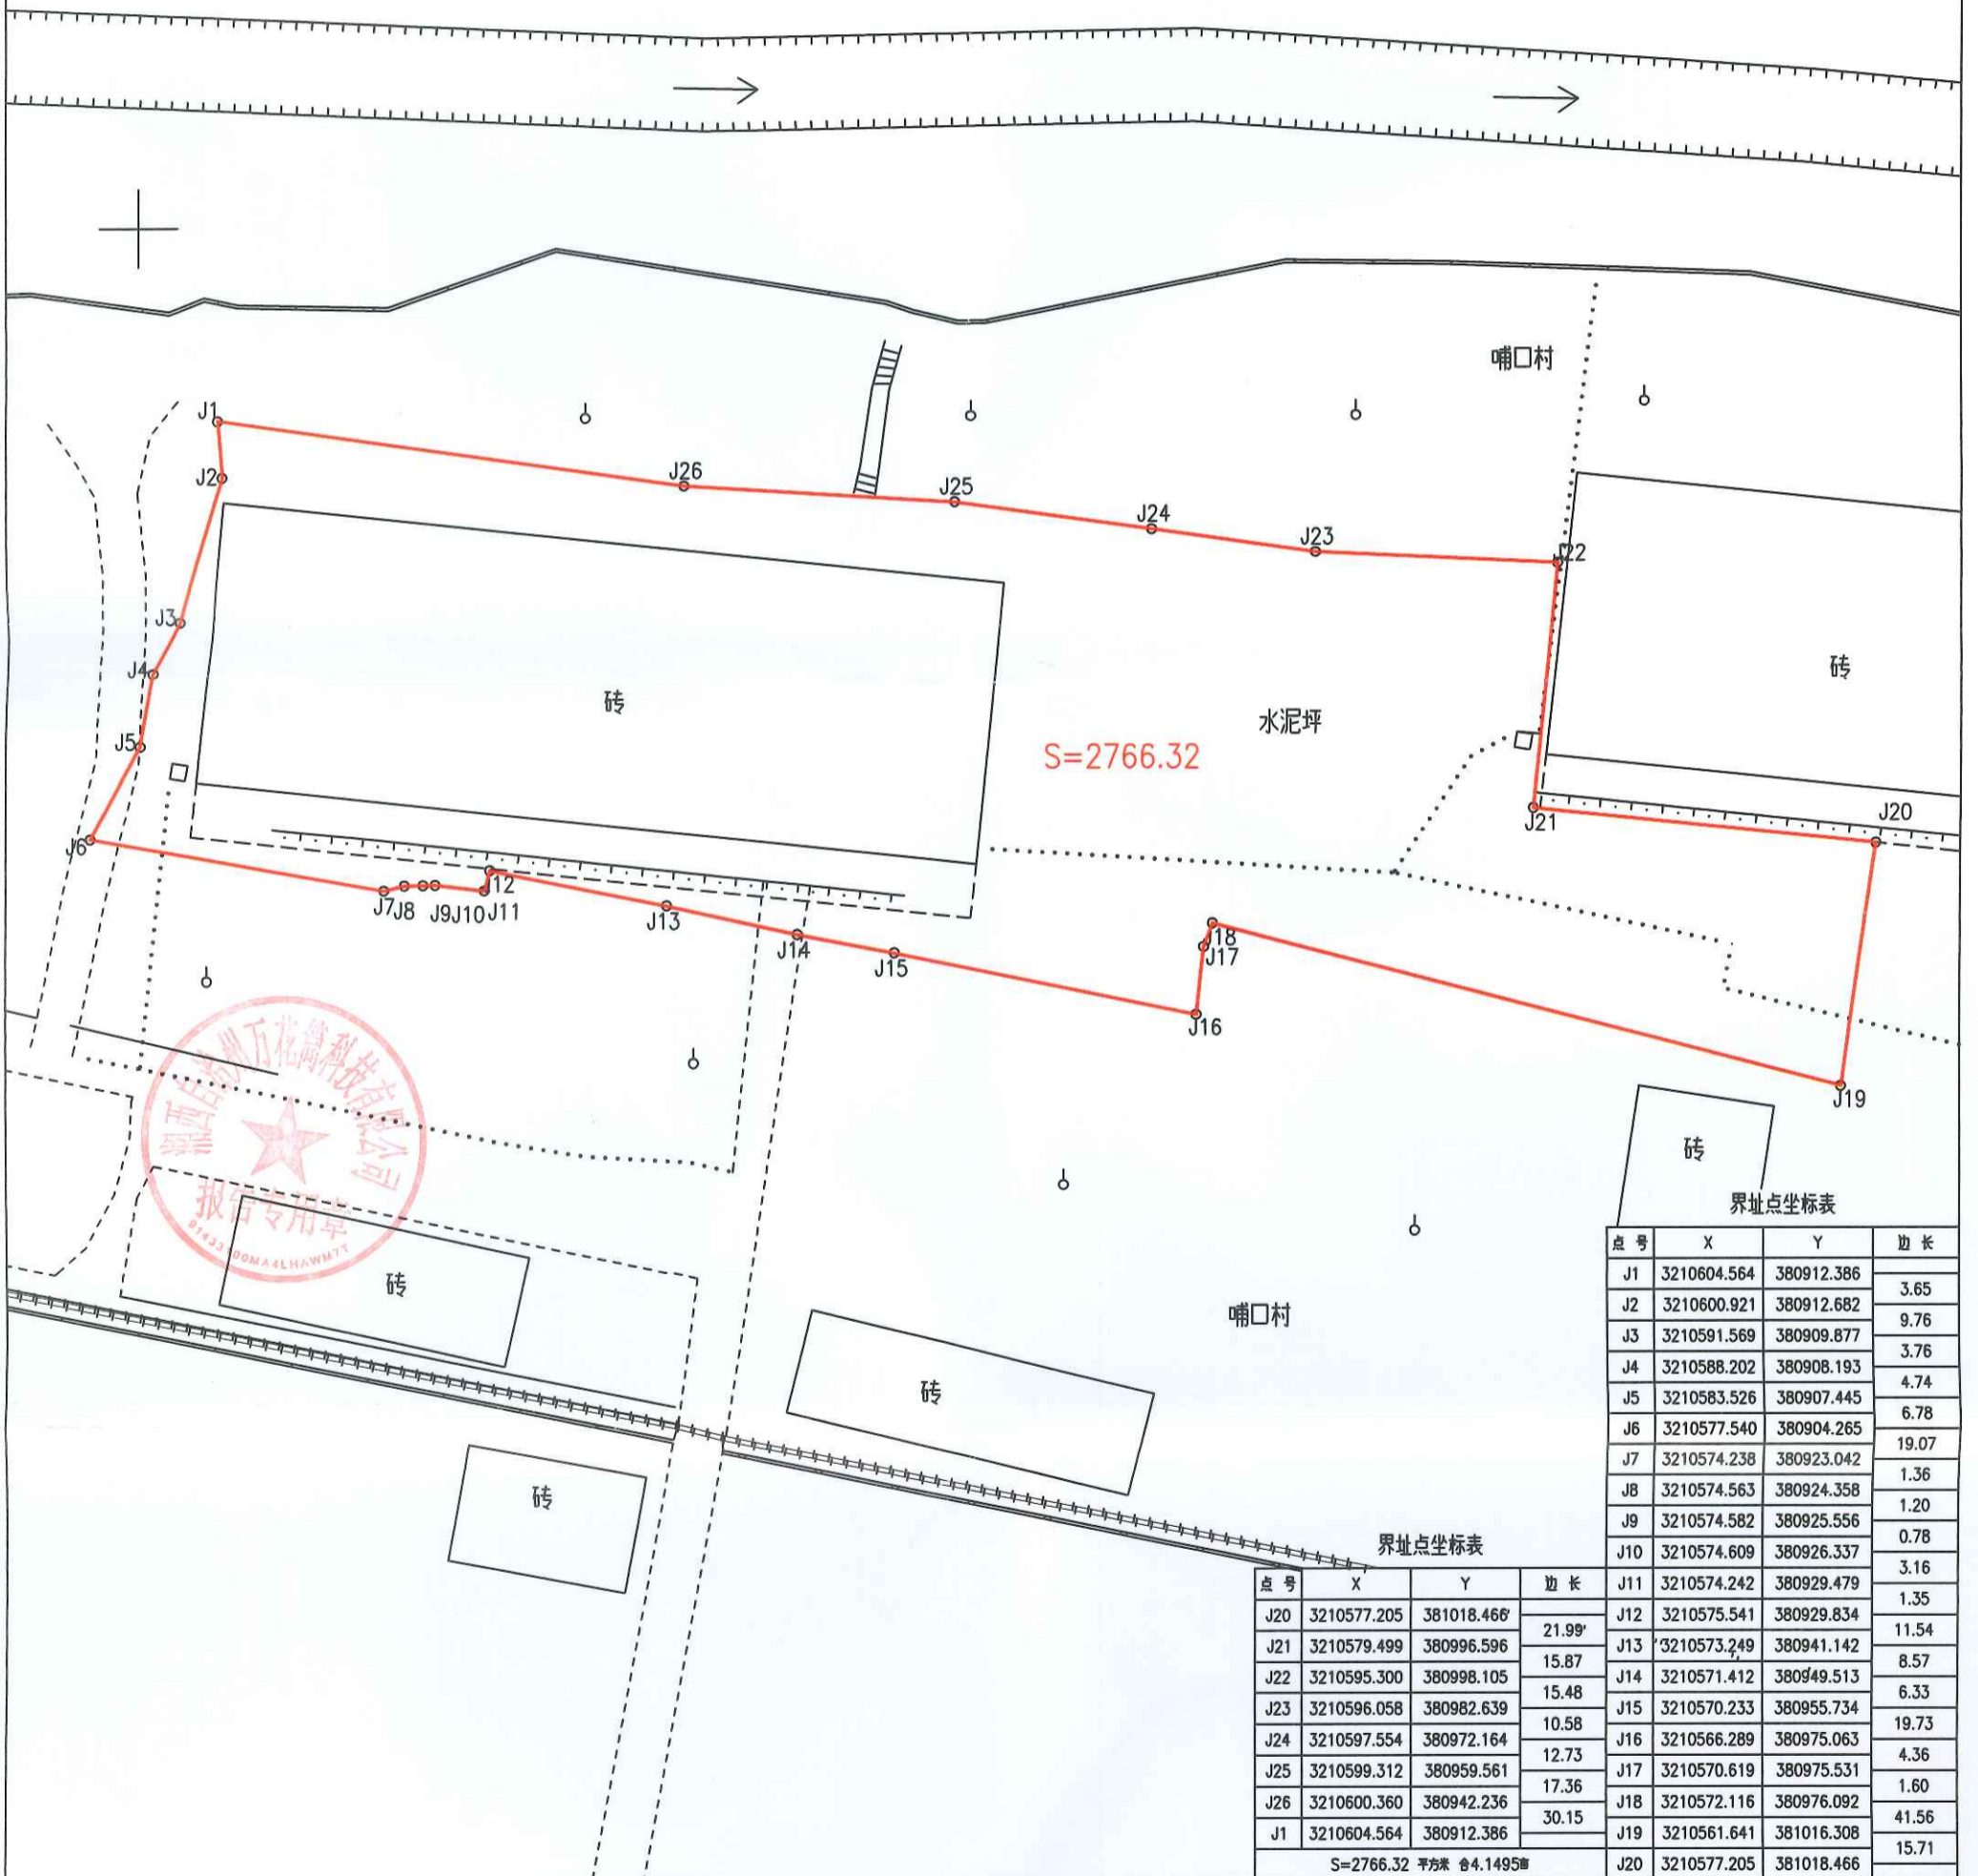 哺口村
J1
J2
J26
J25
J24
J23
J22
J3
J4
J5
砖
水泥坪
砖
S=2766.32
J21
J20
J6
J7
J8
J9
J10
J11
J12
J13
J14
J15
J18
J17
J16
J19
砖
万花筒科技有限公司
报告专用章
91433100MA4LHAWM7T
砖
哺口村
砖
砖
界址点坐标表
点号 X Y 边长
J1 3210604.564 380912.386
3.65
J2 3210600.921 380912.682
9.76
J3 3210591.569 380909.877
3.76
J4 3210588.202 380908.193
4.74
J5 3210583.526 380907.445
6.78
J6 3210577.540 380904.265
19.07
J7 3210574.238 380923.042
1.36
J8 3210574.563 380924.358
1.20
J9 3210574.582 380925.556
0.78
J10 3210574.609 380926.337
3.16
J11 3210574.242 380929.479
1.35
J12 3210575.541 380929.834
11.54
J13 3210573.249 380941.142
8.57
J14 3210571.412 380949.513
6.33
J15 3210570.233 380955.734
19.73
J16 3210566.289 380975.063
4.36
J17 3210570.619 380975.531
1.60
J18 3210572.116 380976.092
41.56
J19 3210561.641 381016.308
15.71
J20 3210577.205 381018.466
界址点坐标表
点号 X Y 边长
J20 3210577.205 381018.466
21.99
J21 3210579.499 380996.596
15.87
J22 3210595.300 380998.105
15.48
J23 3210596.058 380982.639
10.58
J24 3210597.554 380972.164
12.73
J25 3210599.312 380959.561
17.36
J26 3210600.360 380942.236
30.15
J1 3210604.564 380912.386
S=2766.32 平方米 合4.1495亩